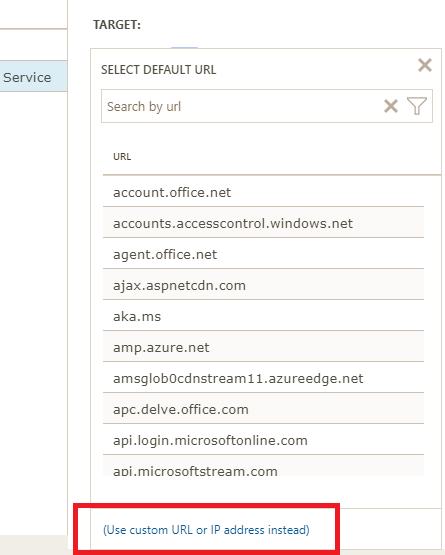 TARGET:
SELECT DEFAULT URL
Service
Search by url
URL
account.office.net
accounts.accesscontrol.windows.net
agent.office.net
ajax.aspnetcdn.com
aka.ms
amp.azure.net
amsglob0cdnstream11.azureedge.net
apc.delve.office.com
api.login.microsoftonline.com
api.microsoftstream.com
(Use custom URL or IP address instead)